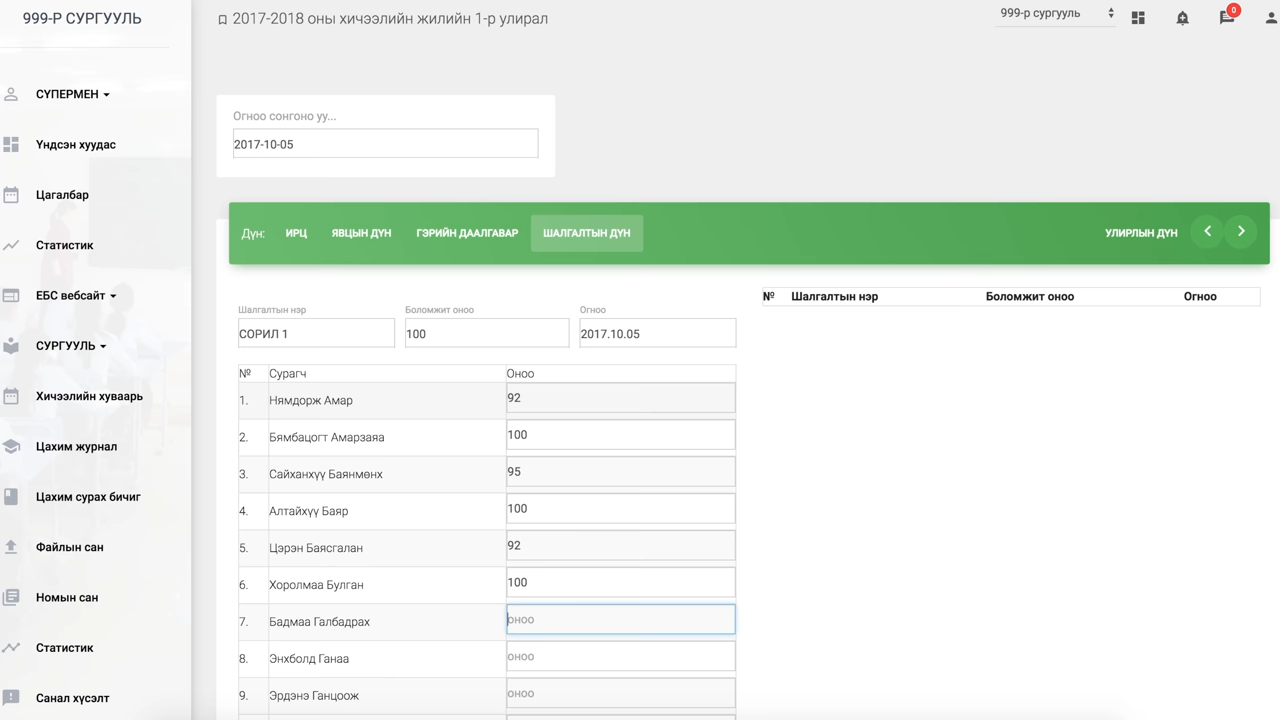 999-Р СУРГУУЛЬ
2017-2018 оны хичээлийн жилийн 1-р улирал
999-р сургууль
0
СҮПЕРМЕН
Үндсэн хуудас
Цагалбар
Статистик
ЕБС вебсайт
СУРГУУЛЬ
Хичээлийн хуваарь
Цахим журнал
Цахим сурах бичиг
Файлын сан
Номын сан
Статистик
Санал хүсэлт
Огноо сонгоно уу...
2017-10-05
Дүн: ИРЦ ЯВЦЫН ДҮН ГЭРИЙН ДААЛГАВАР ШАЛГАЛТЫН ДҮН УЛИРЛЫН ДҮН
Шалгалтын нэр Боломжит оноо Огноо
СОРИЛ 1 100 2017.10.05
№ Сурагч Оноо
1. Нямдорж Амар 92
2. Бямбацогт Амарзаяа 100
3. Сайханхүү Баянмөнх 95
4. Алтайхүү Баяр 100
5. Цэрэн Баясгалан 92
6. Хоролмаа Булган 100
7. Бадмаа Галбадрах оноо
8. Энхболд Ганаа оноо
9. Эрдэнэ Ганцоож оноо
№ Шалгалтын нэр Боломжит оноо Огноо